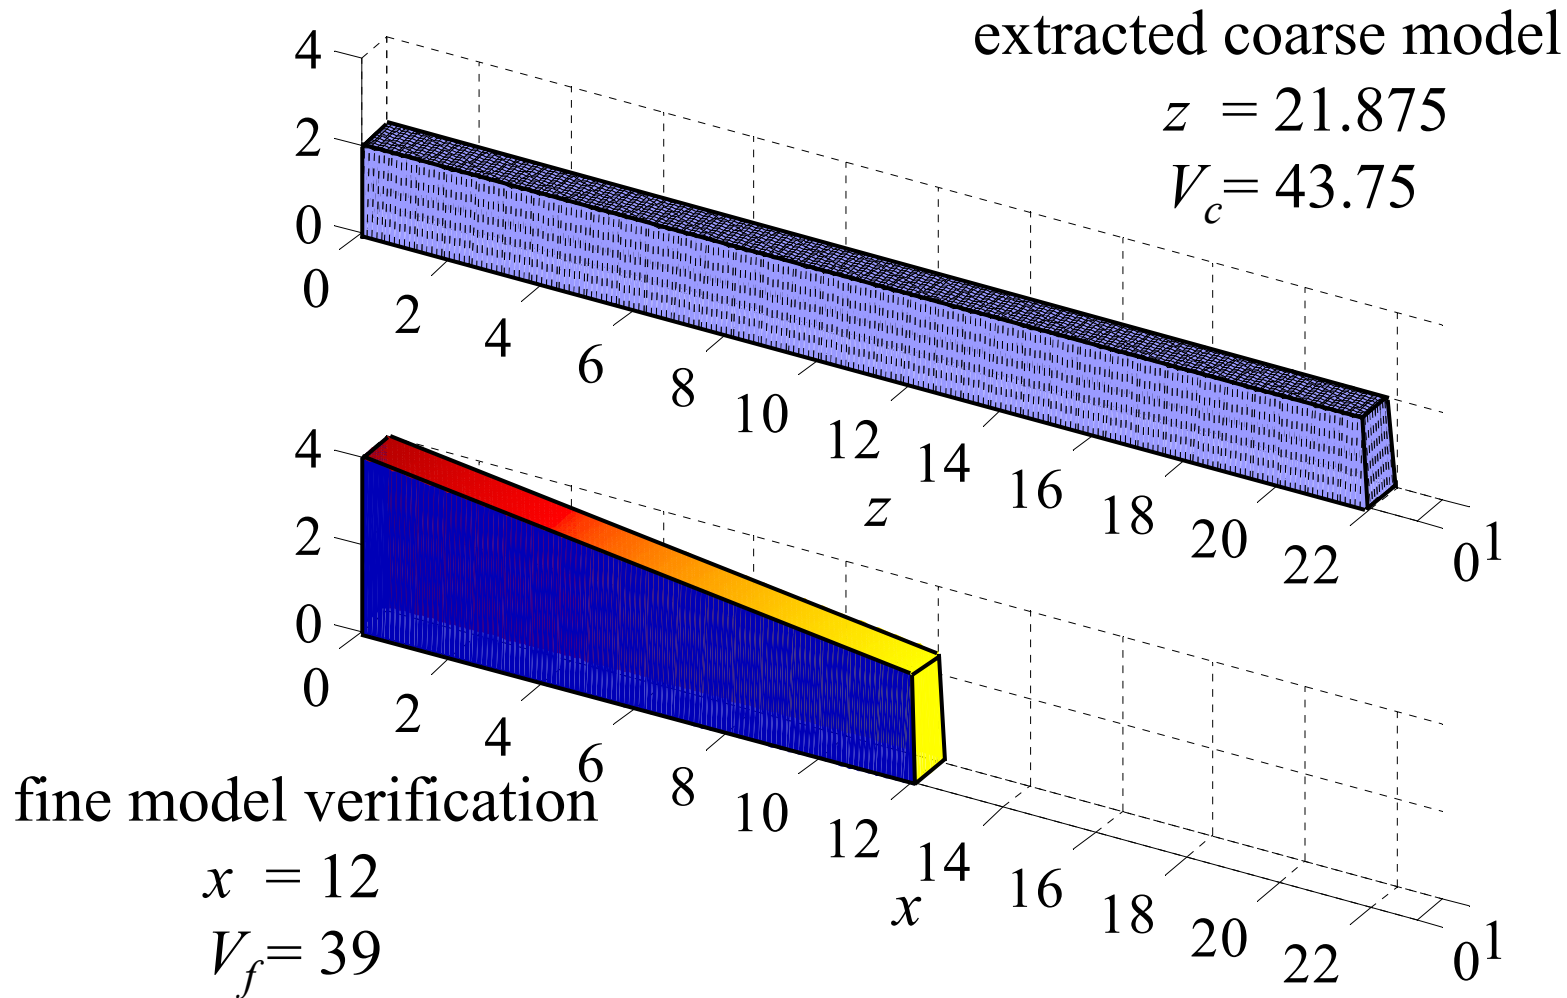 extracted coarse model
z = 21.875
V_c = 43.75
4
2
0
0 2 4 6 8 10 12 14 16 18 20 22 0 1
z
4
2
0
0 2 4 6 8 10 12 14 16 18 20 22 0 1
x
fine model verification
x = 12
V_f = 39